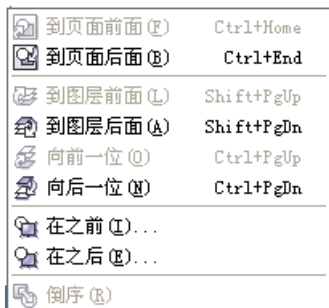 到页面前面(F) Ctrl+Home
到页面后面(B) Ctrl+End
到图层前面(L) Shift+PgUp
到图层后面(A) Shift+PgDn
向前一位(O) Ctrl+PgUp
向后一位(N) Ctrl+PgDn
在之前(I)...
在之后(E)...
倒序(R)